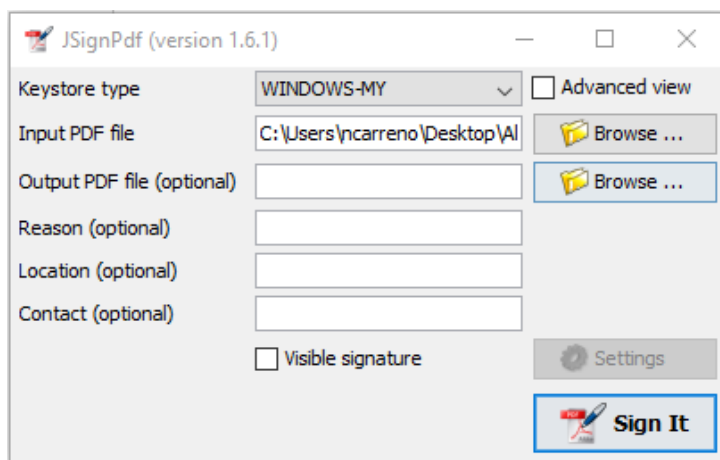 JSignPdf (version 1.6.1)
Keystore type WINDOWS-MY Advanced view
Input PDF file C:\Users\ncarreno\Desktop\Al Browse ...
Output PDF file (optional) Browse ...
Reason (optional)
Location (optional)
Contact (optional)
Visible signature Settings
Sign It